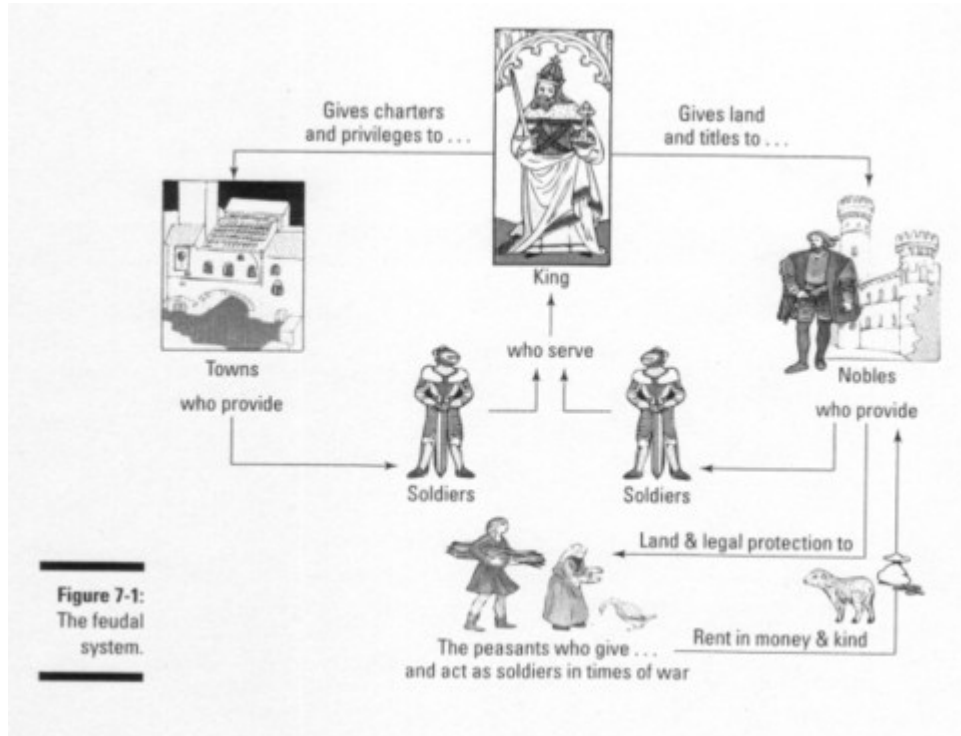 Gives charters
and privileges to . . .
Gives land
and titles to . . .
King
Towns
who provide
who serve
Nobles
who provide
Soldiers
Soldiers
Land & legal protection to
Figure 7-1:
The feudal
system.
The peasants who give . . .
and act as soldiers in times of war
Rent in money & kind